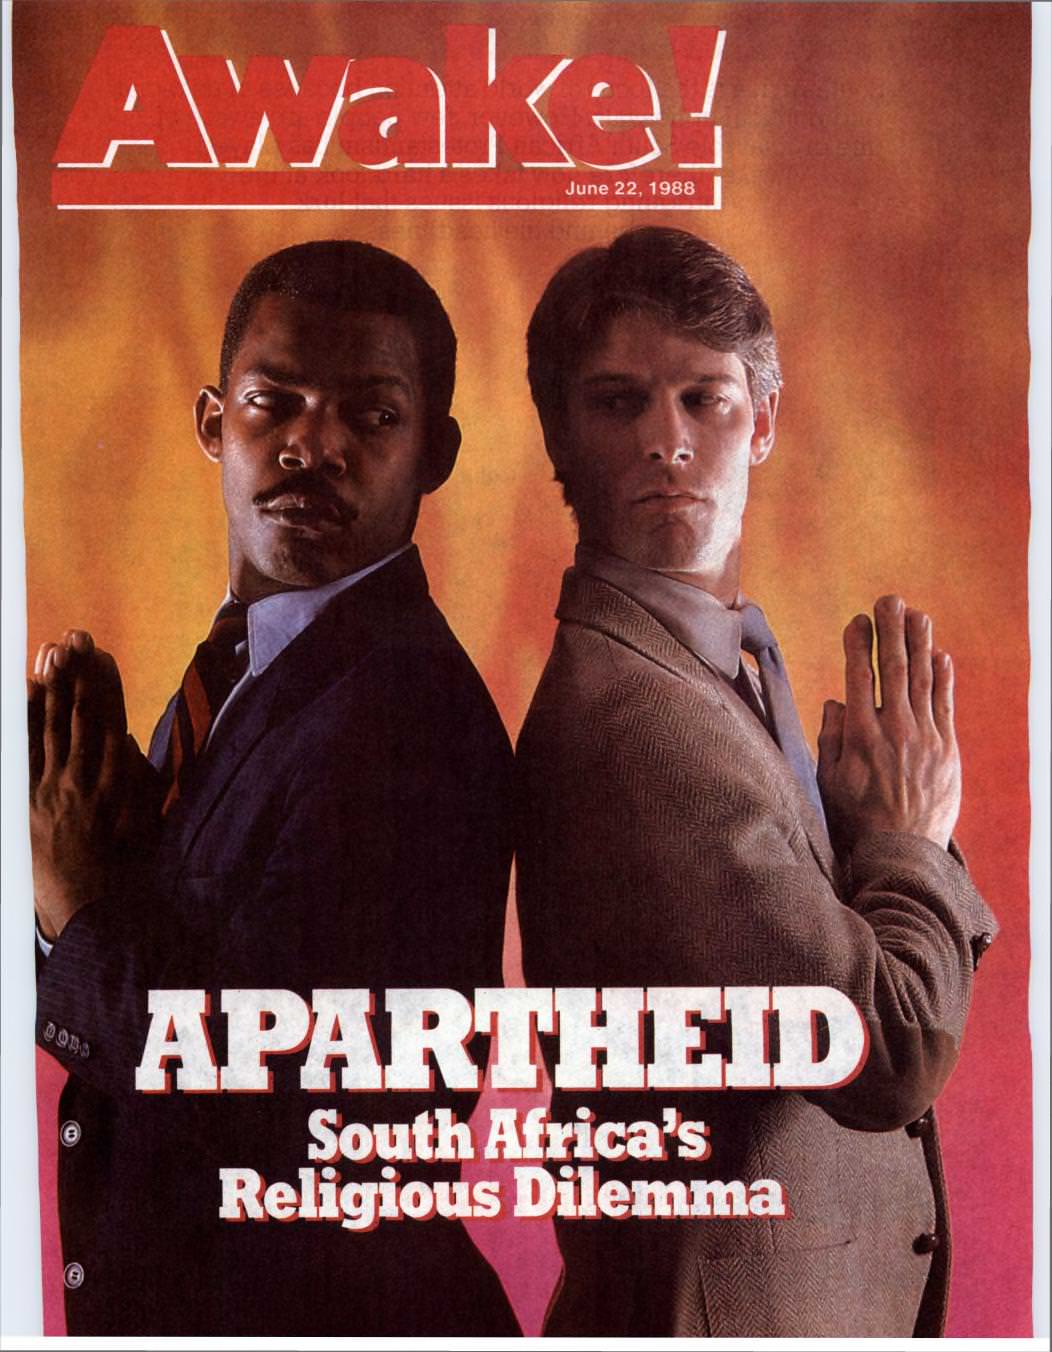 Awake!
June 22, 1988
APARTHEID
South Africa's
Religious Dilemma